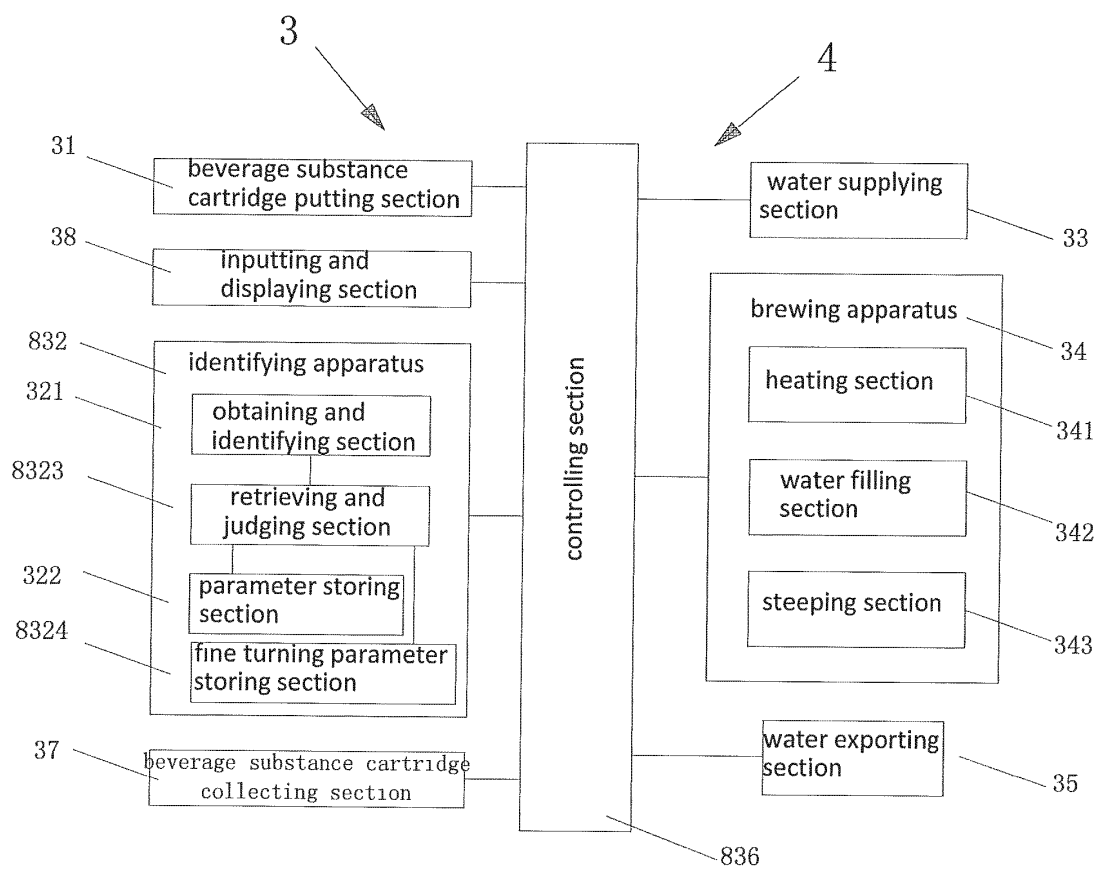 3
4
31
beverage substance
cartridge putting section
38
inputting and
displaying section
832
identifying apparatus
321
obtaining and
identifying section
8323
retrieving and
judging section
322
parameter storing
section
8324
fine turning parameter
storing section
37
beverage substance cartridge
collecting section
controlling section
836
water supplying
section
33
brewing apparatus
34
heating section
341
water filling
section
342
steeping section
343
water exporting
section
35